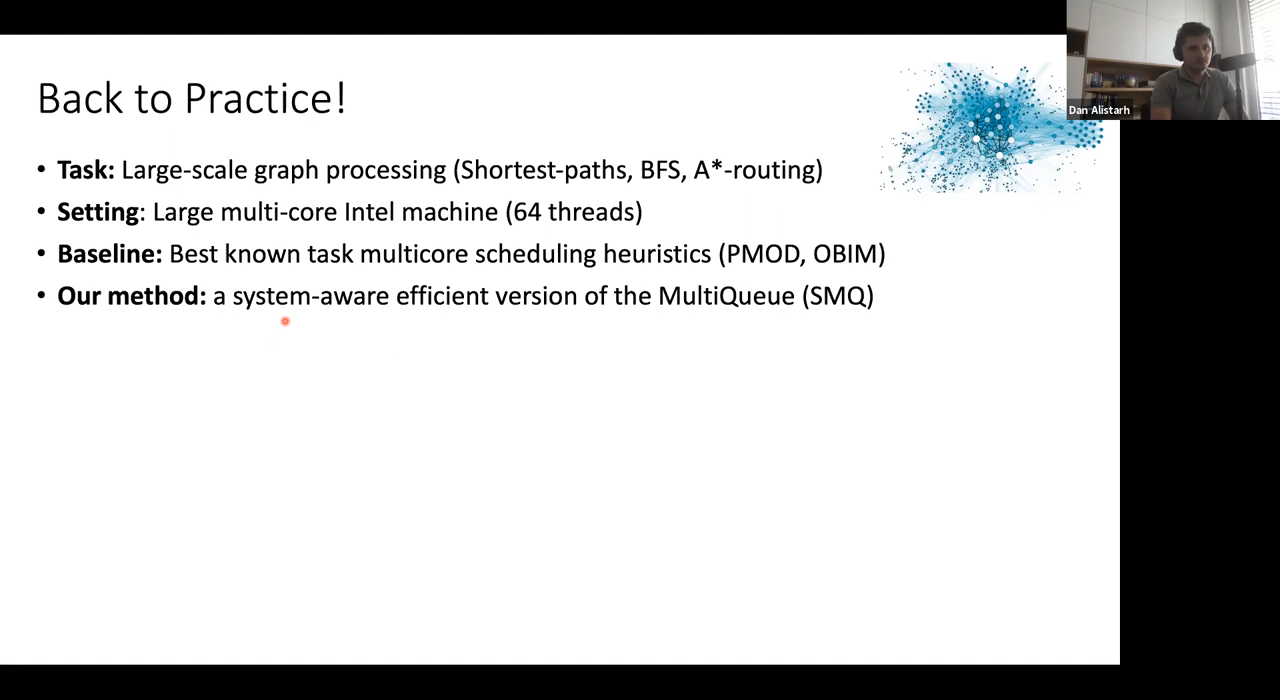 Back to Practice!
• Task: Large-scale graph processing (Shortest-paths, BFS, A*-routing)
• Setting: Large multi-core Intel machine (64 threads)
• Baseline: Best known task multicore scheduling heuristics (PMOD, OBIM)
• Our method: a system-aware efficient version of the MultiQueue (SMQ)
Dan Alistarh